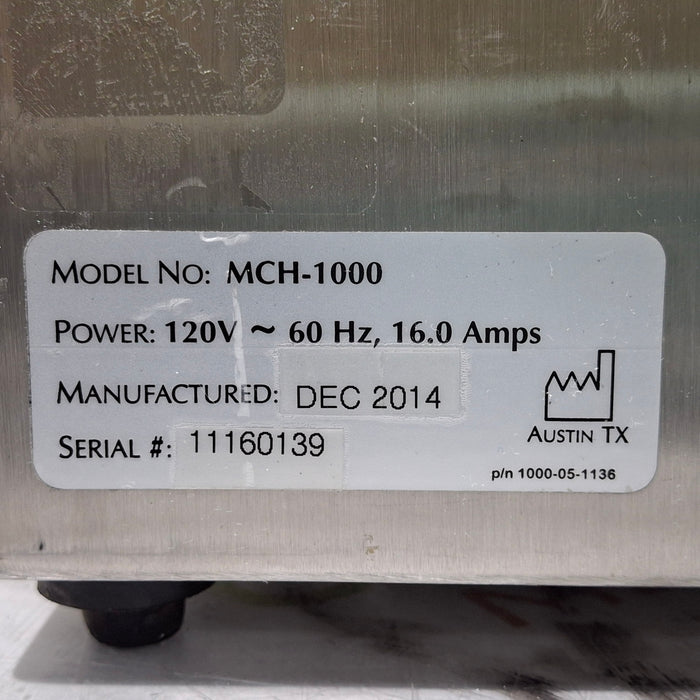 MODEL NO: MCH-1000
POWER: 120V ~ 60 Hz, 16.0 Amps
MANUFACTURED: DEC 2014
SERIAL #: 11160139
AUSTIN TX
p/n 1000-05-1136